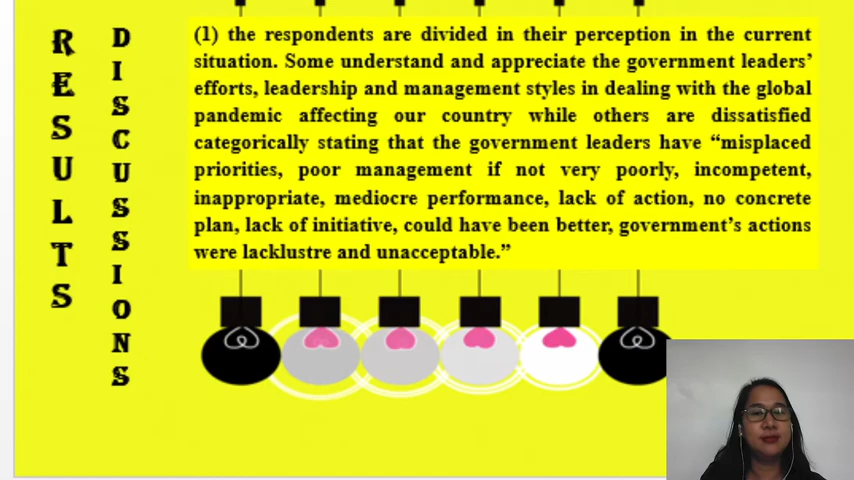 RESULTS
DISCUSSIONS
(1) the respondents are divided in their perception in the current
situation. Some understand and appreciate the government leaders’
efforts, leadership and management styles in dealing with the global
pandemic affecting our country while others are dissatisfied
categorically stating that the government leaders have “misplaced
priorities, poor management if not very poorly, incompetent,
inappropriate, mediocre performance, lack of action, no concrete
plan, lack of initiative, could have been better, government’s actions
were lacklustre and unacceptable.”